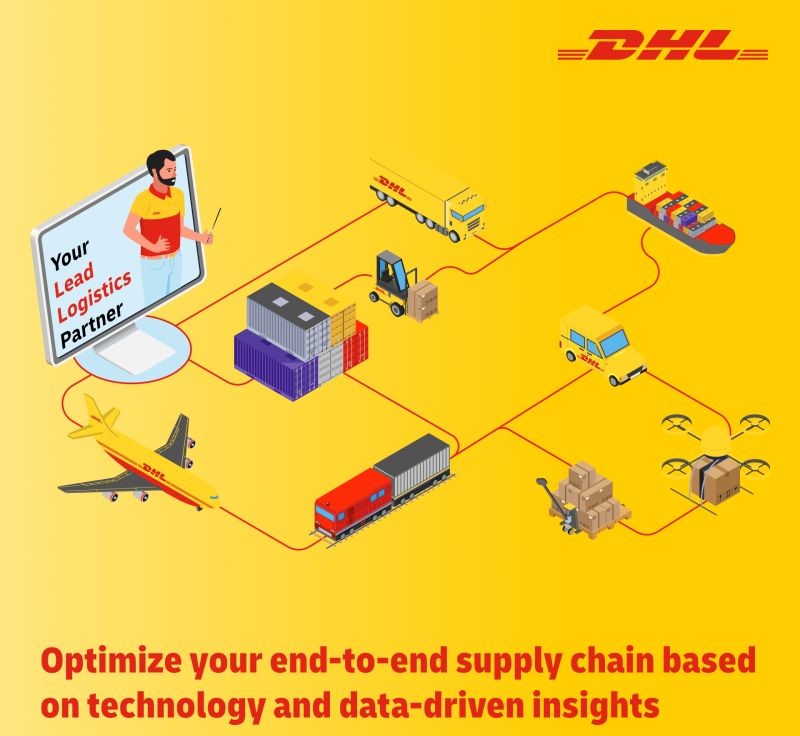 DHL
Your
Lead
Logistics
Partner
DHL
DHL
DHL
DHL
Optimize your end-to-end supply chain based
on technology and data-driven insights